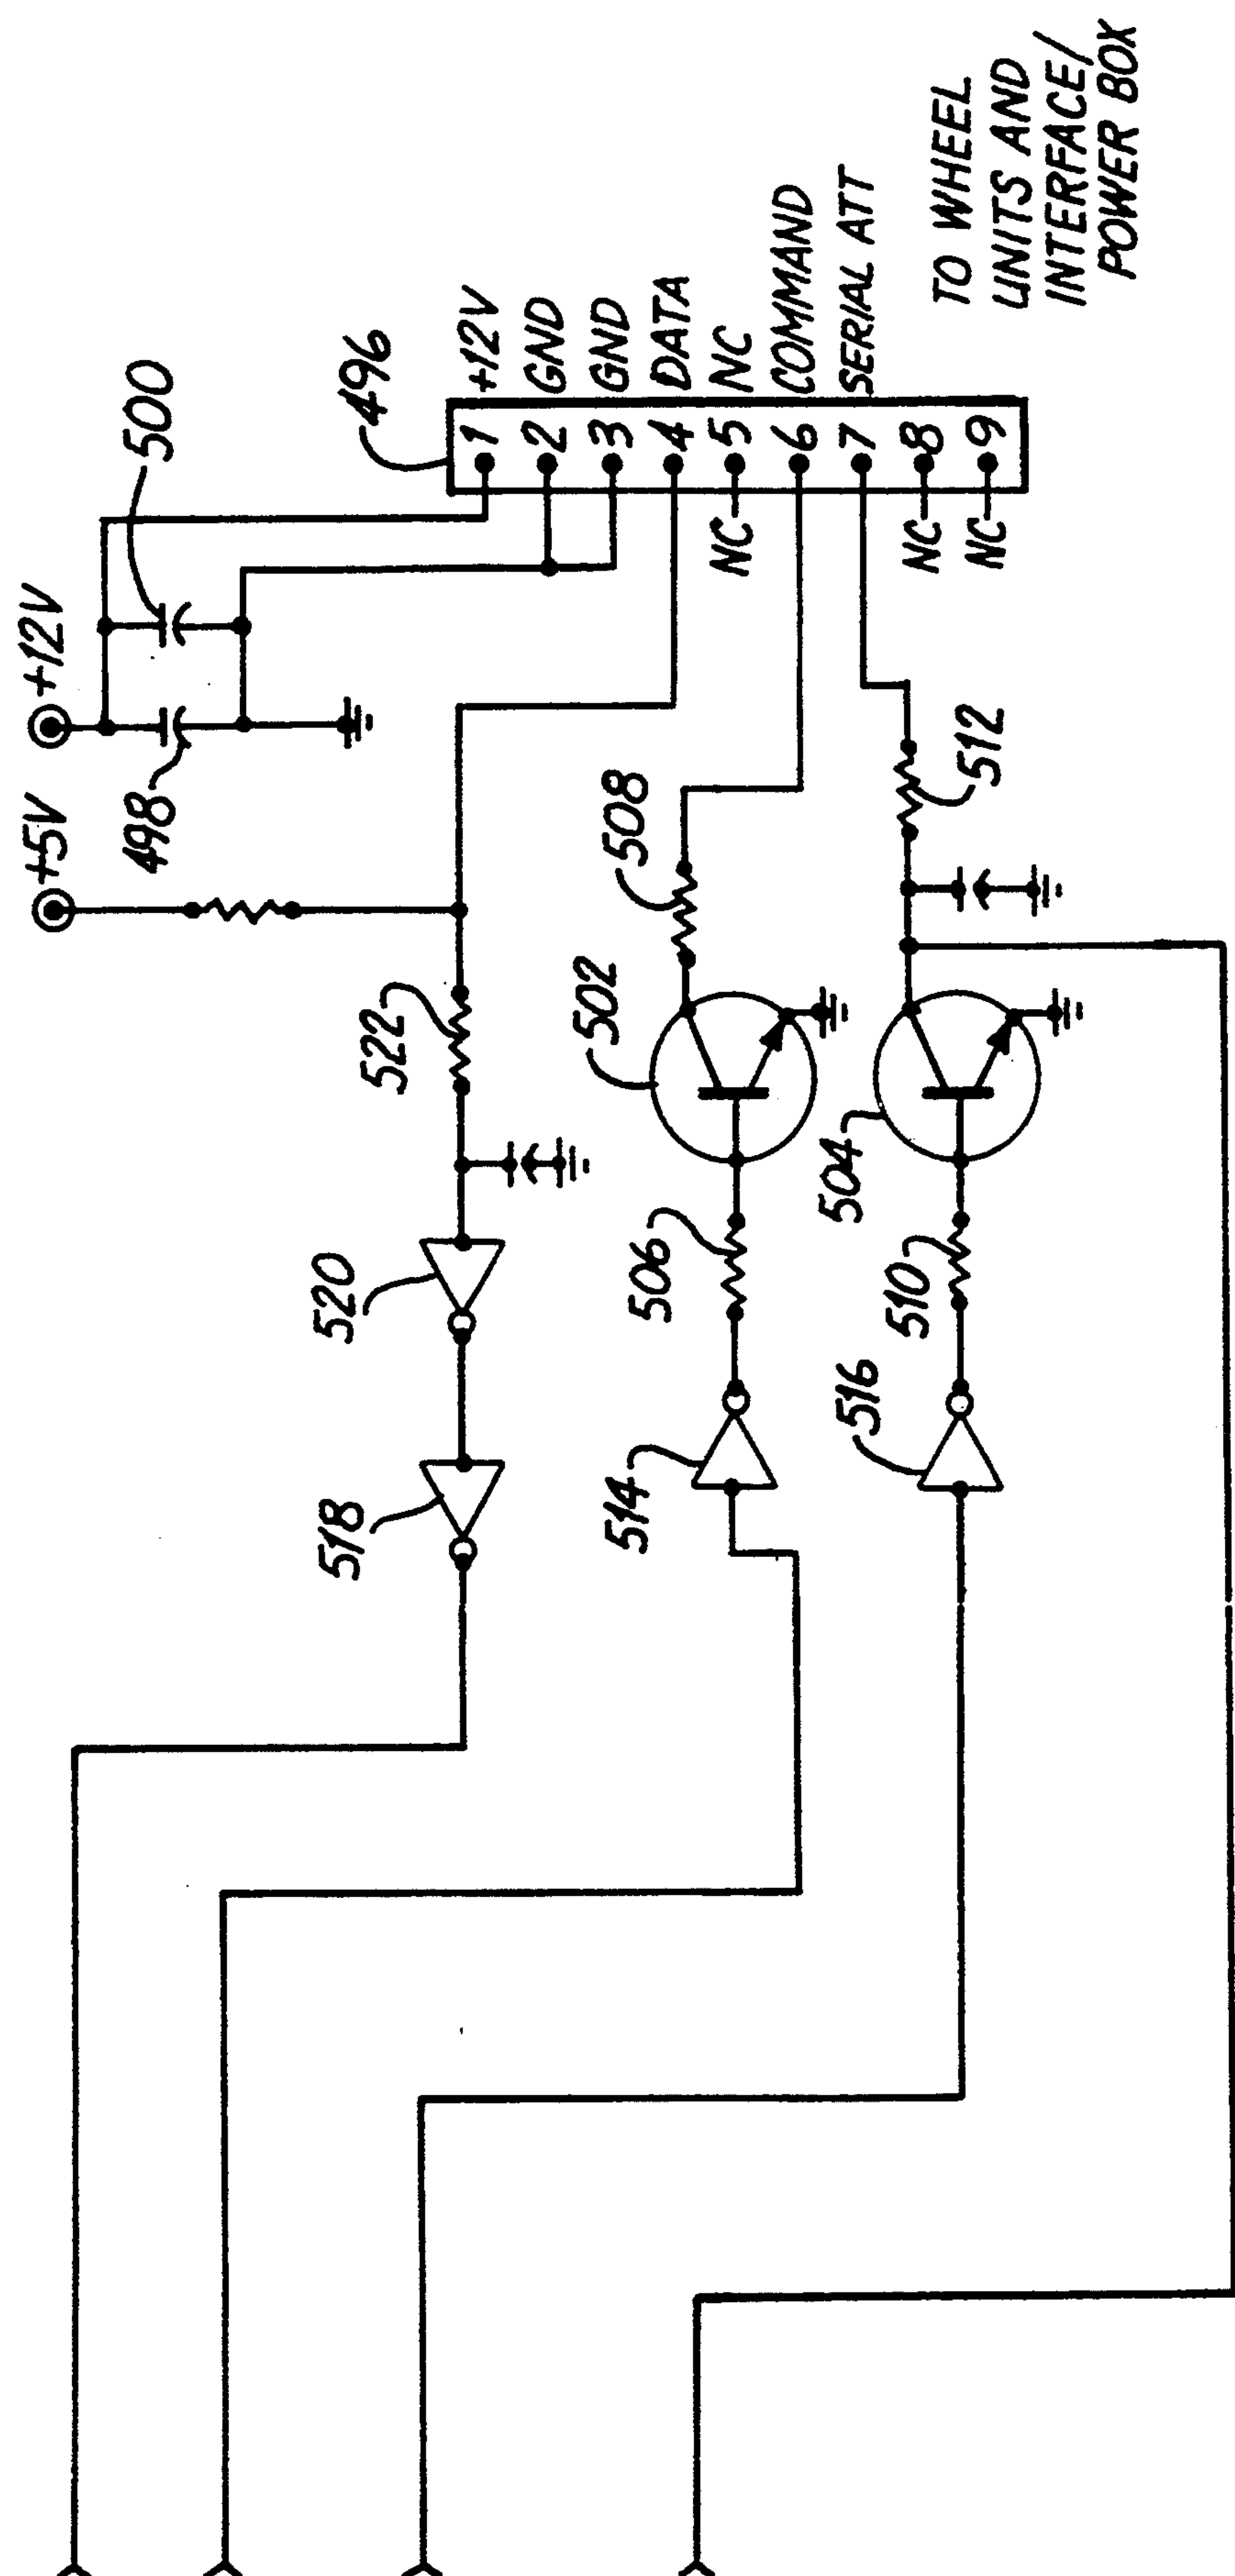 +5V
+12V
498
500
496
1 +12V
2 GND
3 GND
4 DATA
NC 5 NC
6 COMMAND
7 SERIAL ATT
NC 8
NC 9
TO WHEEL
UNITS AND
INTERFACE/
POWER BOX
518
520
522
514
506
502
508
516
510
504
512